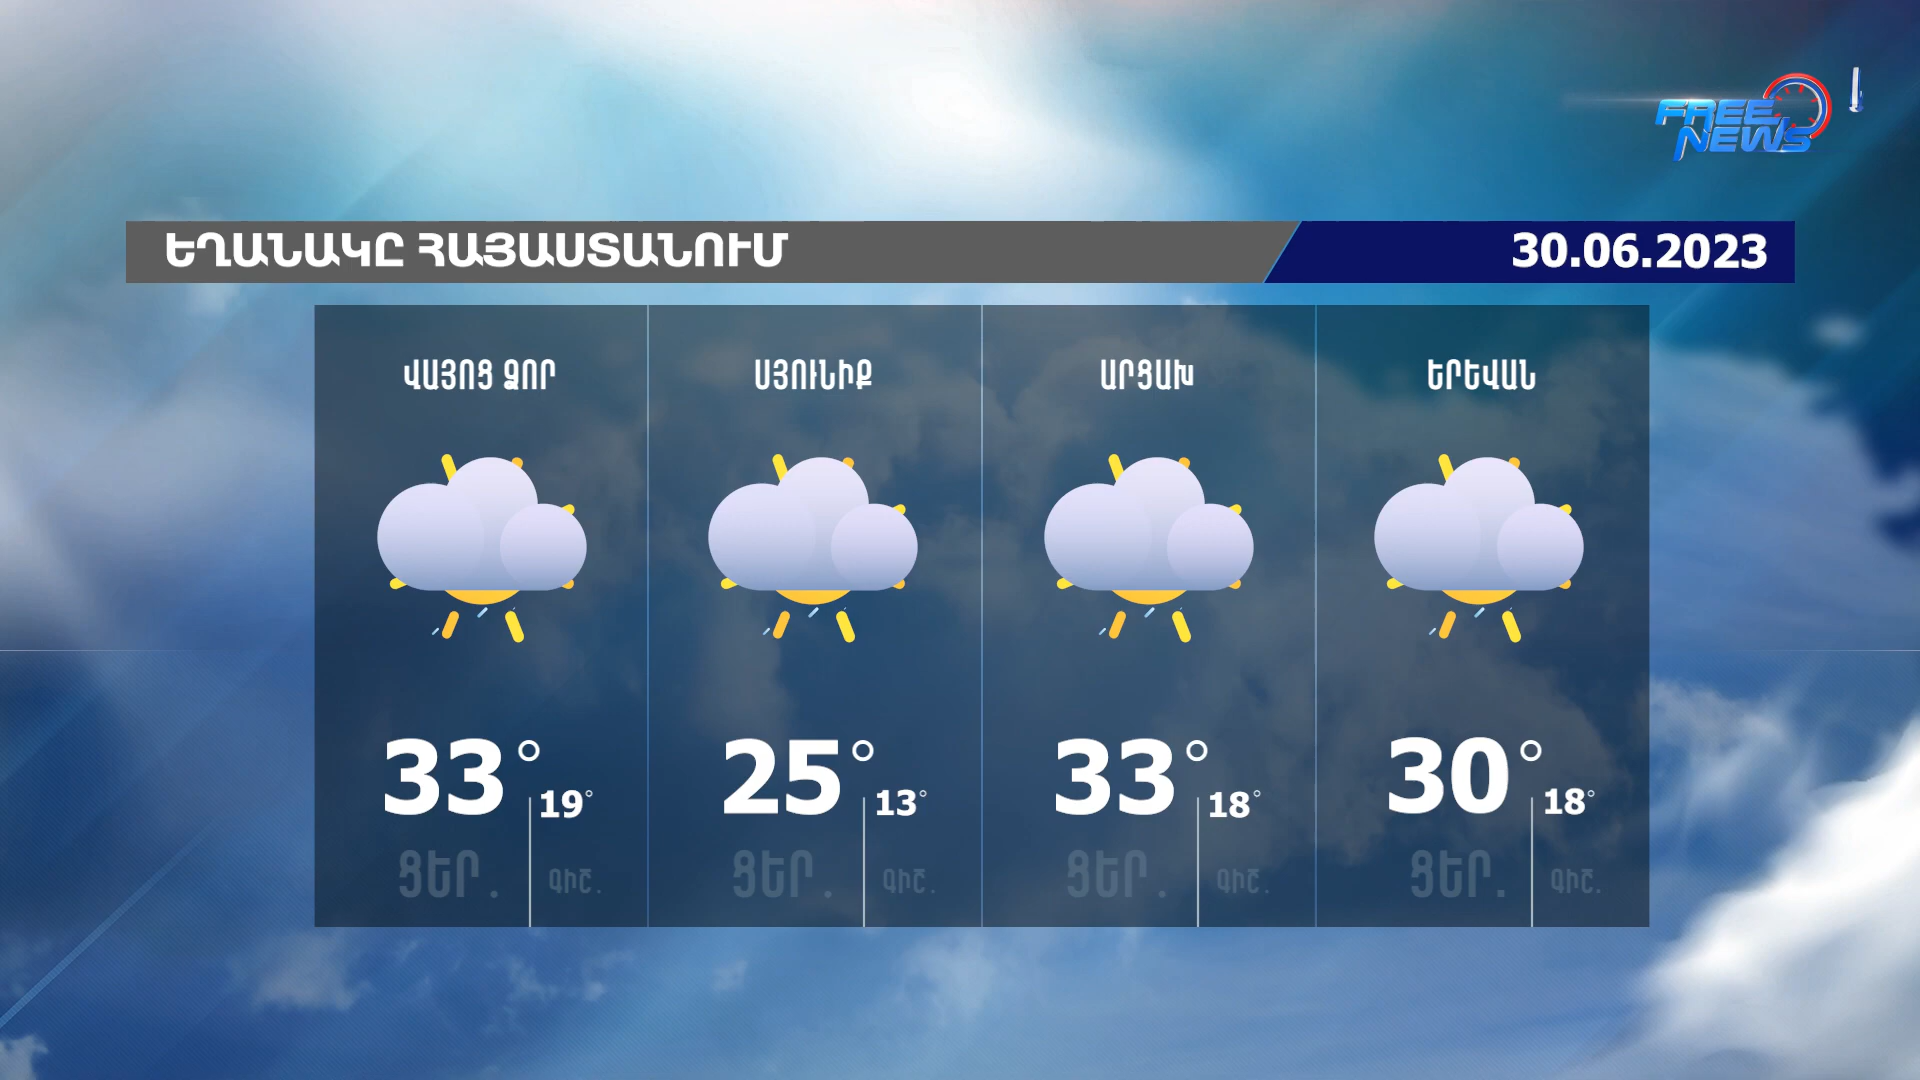 FREE
NEWS
ԵՂԱՆԱԿԸ ՀԱՅԱՍՏԱՆՈՒՄ
30.06.2023
ՎԱՅՈՑ ՁՈՐ
ՍՅՈՒՆԻՔ
ԱՐՑԱԽ
ԵՐԵՎԱՆ
33° 19°
25° 13°
33° 18°
30° 18°
ՑԵՐ. ԳԻՇ.
ՑԵՐ. ԳԻՇ.
ՑԵՐ. ԳԻՇ.
ՑԵՐ. ԳԻՇ.